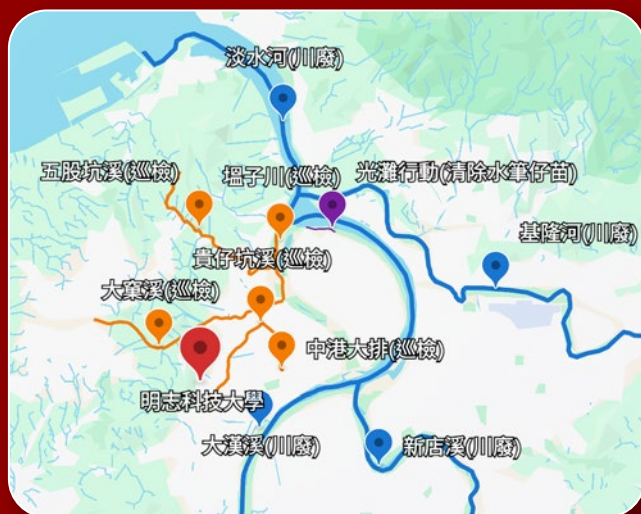 淡水河(川廢)
五股坑溪(巡檢)
塭子川(巡檢)
光灘行動(清除水筆仔苗)
基隆河(川廢)
貴仔坑溪(巡檢)
大窠溪(巡檢)
中港大排(巡檢)
明志科技大學
大漢溪(川廢)
新店溪(川廢)